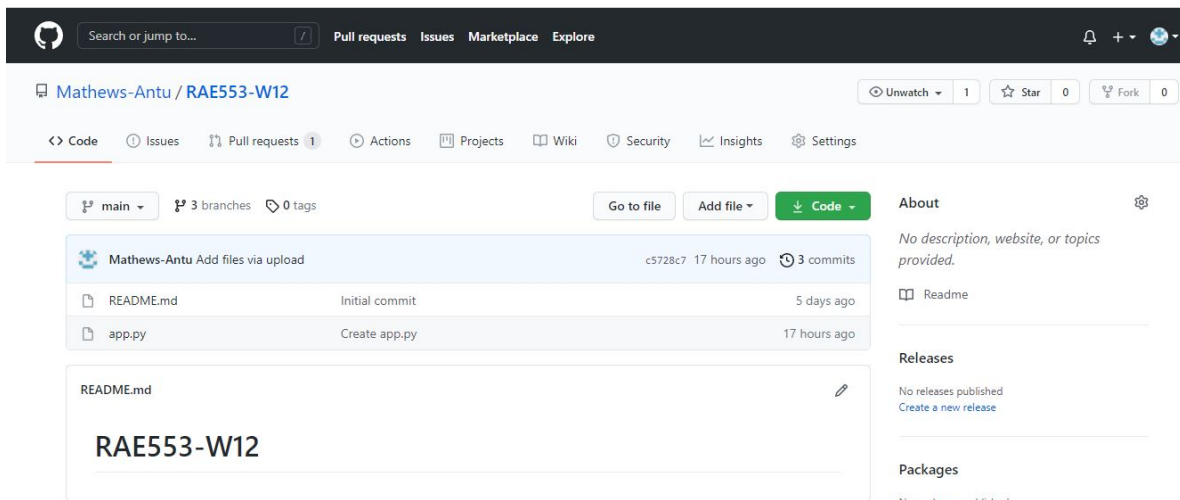 Search or jump to... /
Pull requests Issues Marketplace Explore
Mathews-Antu / RAE553-W12
Unwatch 1 Star 0 Fork 0
Code Issues Pull requests 1 Actions Projects Wiki Security Insights Settings
main 3 branches 0 tags Go to file Add file Code
Mathews-Antu Add files via upload c5728c7 17 hours ago 3 commits
README.md Initial commit 5 days ago
app.py Create app.py 17 hours ago
README.md
RAE553-W12
About
No description, website, or topics
provided.
Readme
Releases
No releases published
Create a new release
Packages